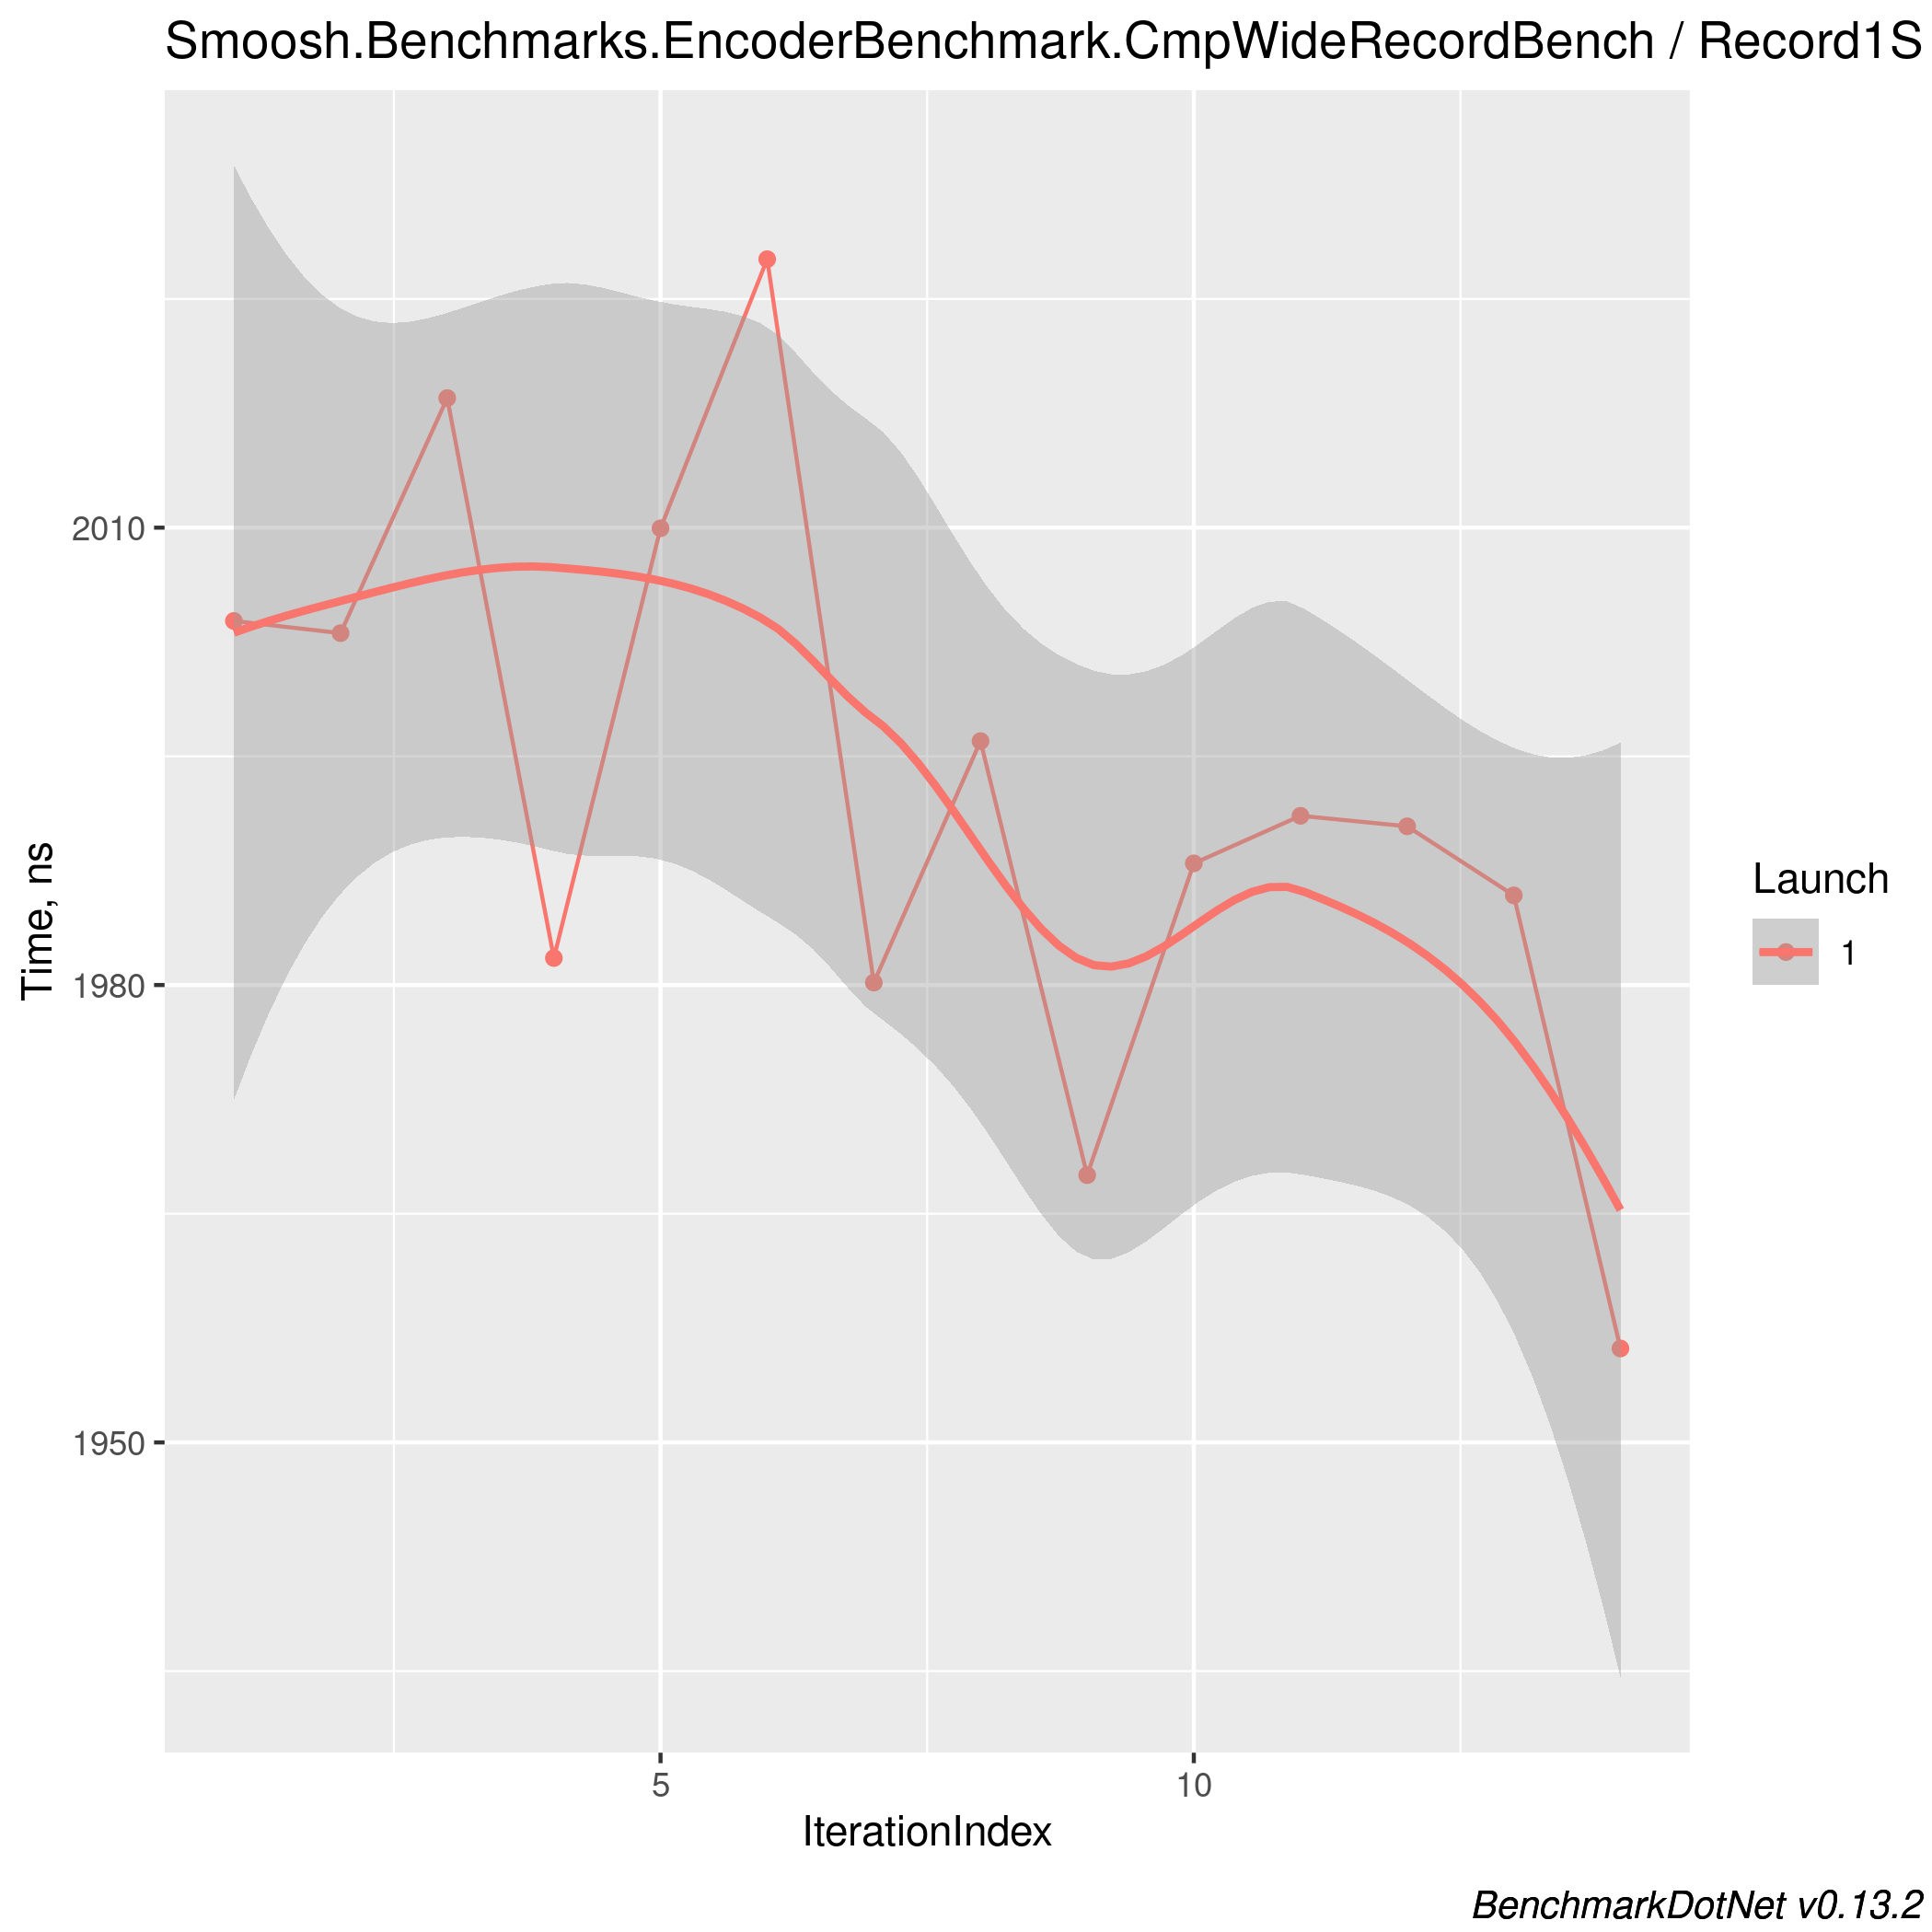 Smoosh.Benchmarks.EncoderBenchmark.CmpWideRecordBench / Record1S
2010
1980
1950
Time, ns
5
10
IterationIndex
Launch
1
BenchmarkDotNet v0.13.2